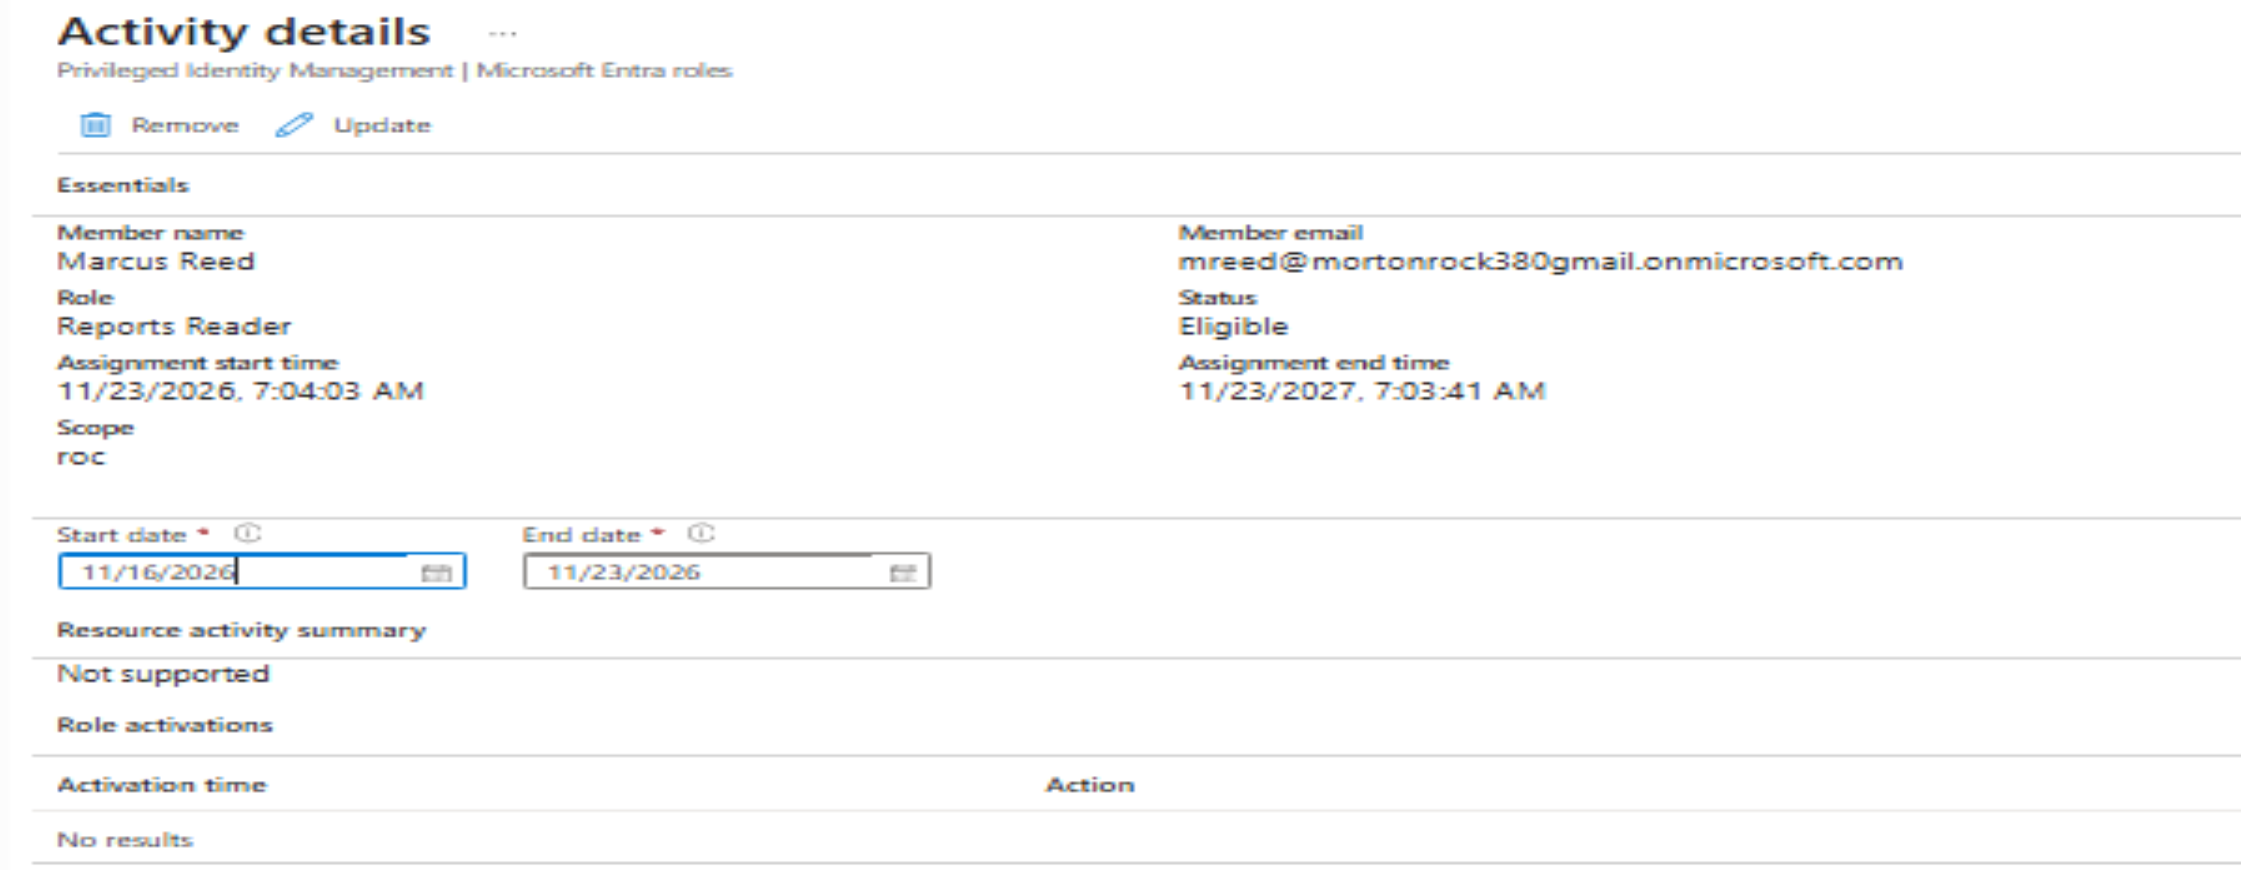 Activity details ...
Privileged Identity Management | Microsoft Entra roles
Remove Update
Essentials
Member name Member email
Marcus Reed mreed@mortonrock380gmail.onmicrosoft.com
Role Status
Reports Reader Eligible
Assignment start time Assignment end time
11/23/2026, 7:04:03 AM 11/23/2027, 7:03:41 AM
Scope
roc
Start date * End date *
11/16/2026 11/23/2026
Resource activity summary
Not supported
Role activations
Activation time Action
No results